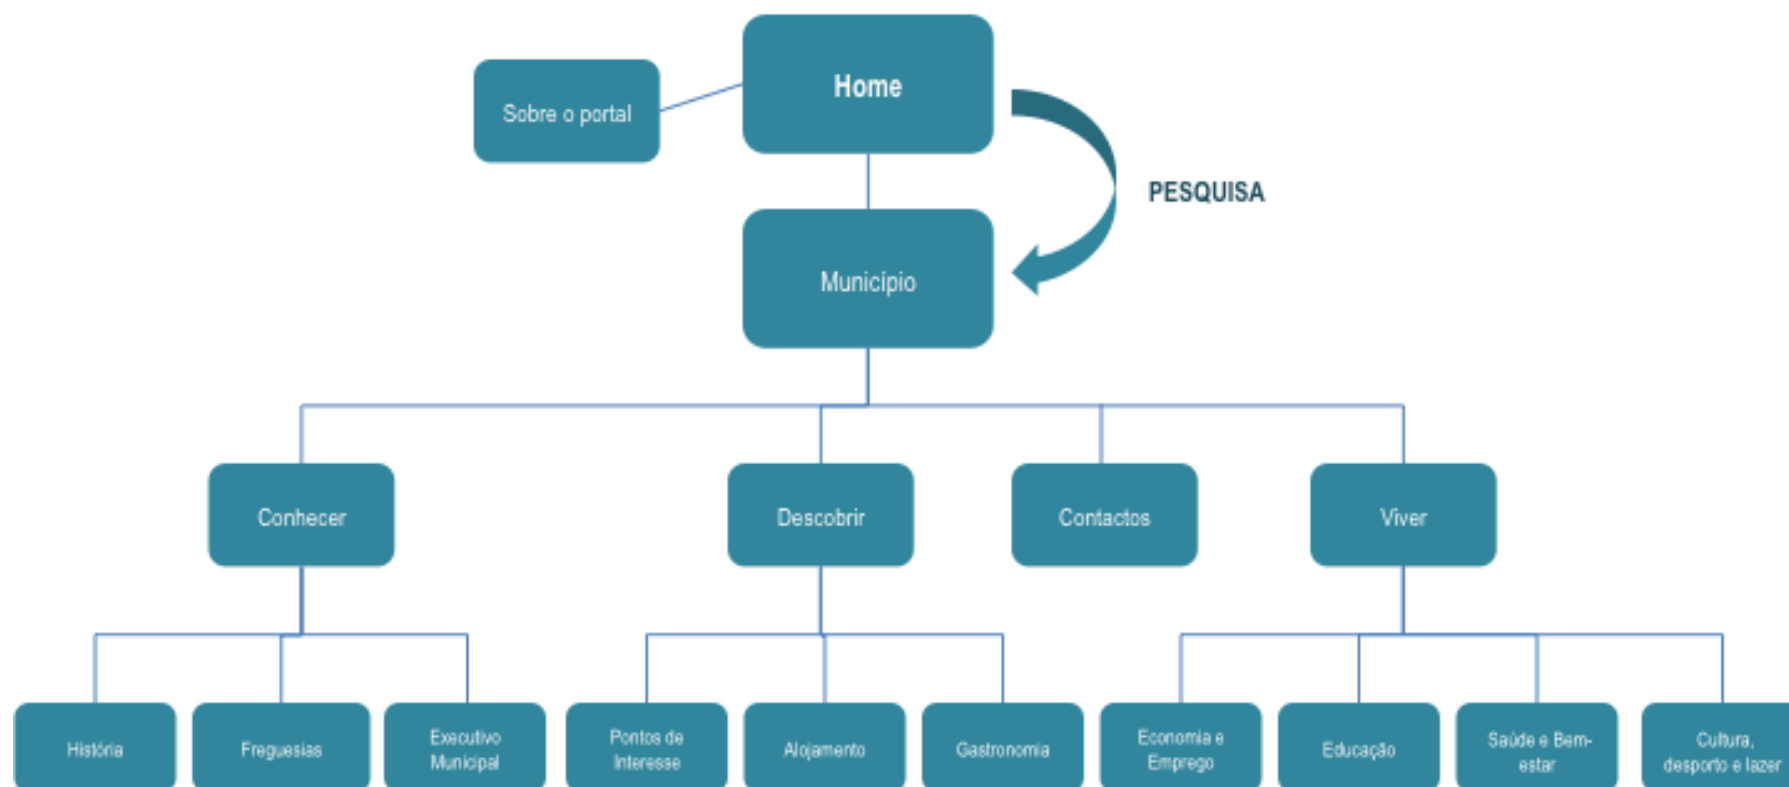 Home
Sobre o portal
PESQUISA
Município
Conhecer
Descobrir
Contactos
Viver
História
Freguesias
Executivo
Municipal
Pontos de
Interesse
Alojamento
Gastronomia
Economia e
Emprego
Educação
Saúde e Bem-
estar
Cultura,
desporto e lazer